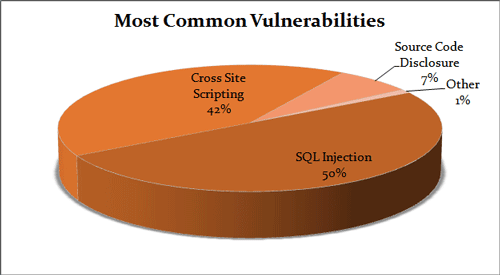 Most Common Vulnerabilities
Source Code
Disclosure
7%
Other
1%
Cross Site
Scripting
42%
SQL Injection
50%